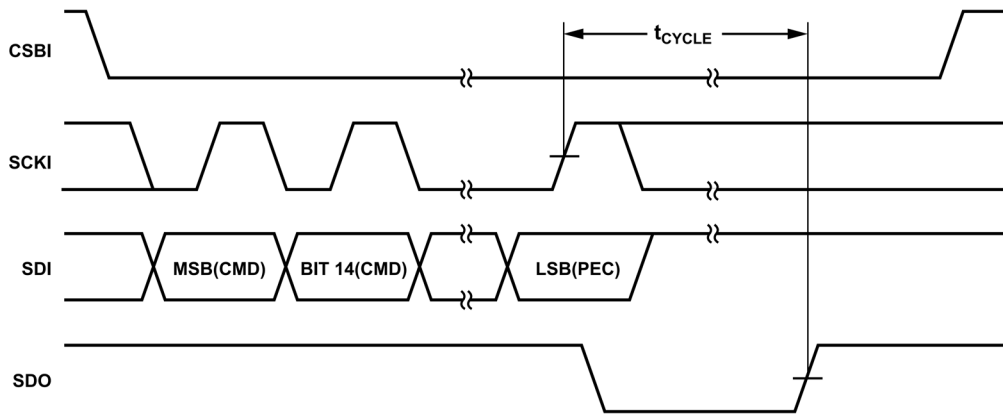 CSBI
tCYCLE
SCKI
SDI
MSB(CMD)
BIT 14(CMD)
LSB(PEC)
SDO